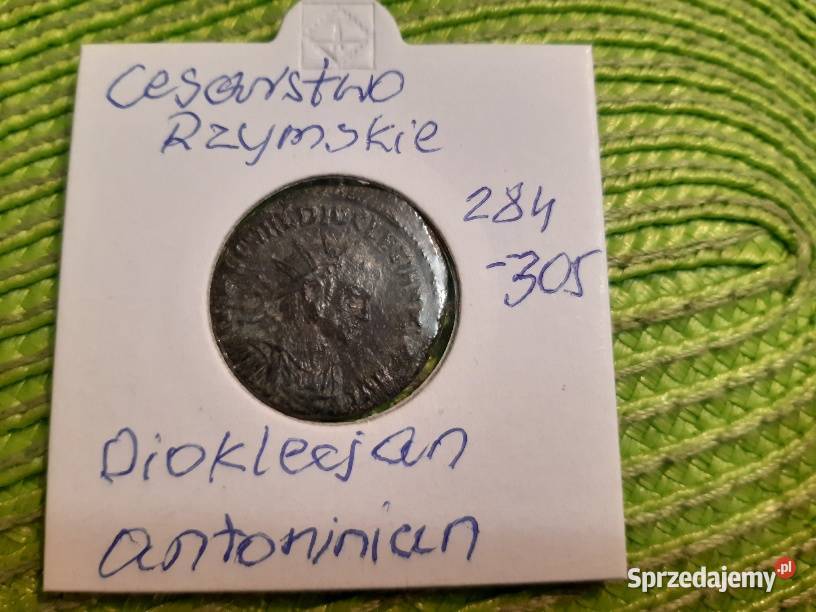 Cesarstwo
Rzymskie
284
-305
Dioklecjan
antoninian
Sprzedajemy.pl